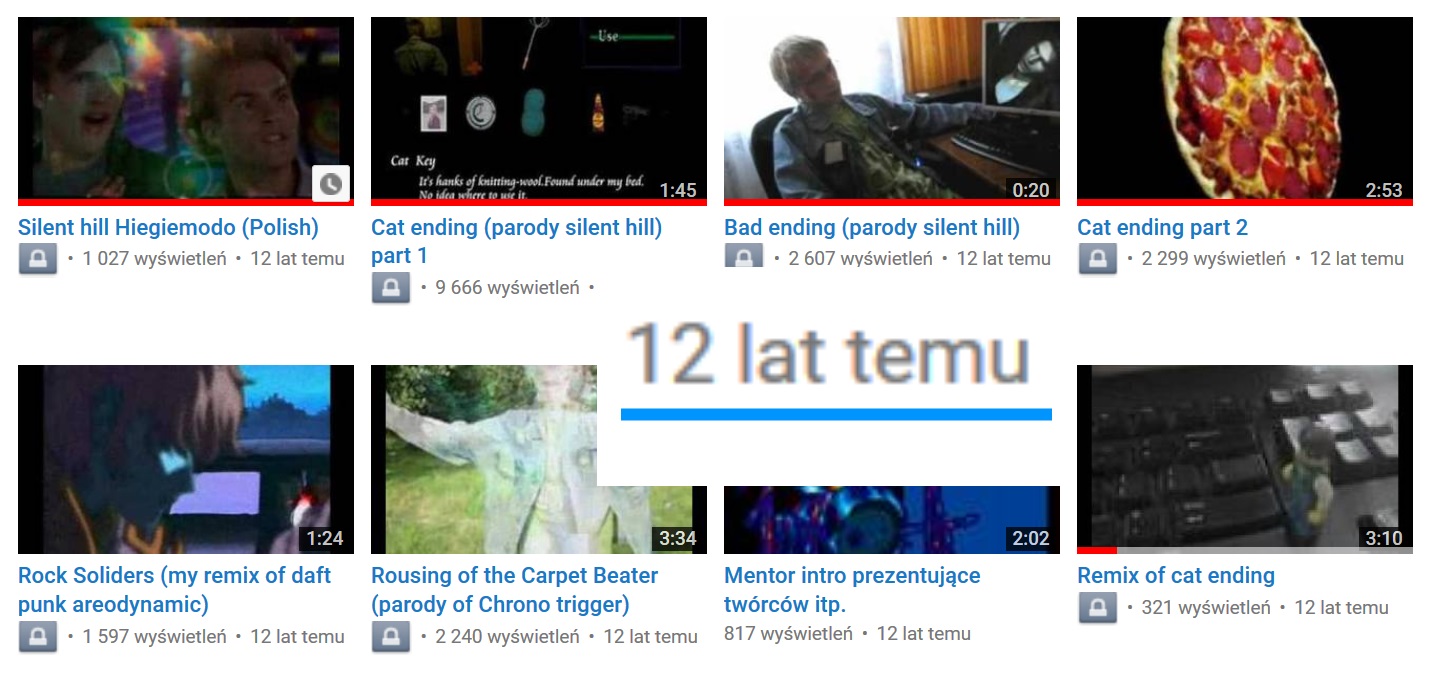 Use
Cat Key
It's hanks of knitting-wool.Found under my bed.
No idea where to use it.
1:45
0:20
2:53
Silent hill Hiegiemodo (Polish)
• 1 027 wyświetleń • 12 lat temu
Cat ending (parody silent hill)
part 1
• 9 666 wyświetleń •
Bad ending (parody silent hill)
• 2 607 wyświetleń • 12 lat temu
Cat ending part 2
• 2 299 wyświetleń • 12 lat temu
12 lat temu
1:24
3:34
2:02
3:10
Rock Soliders (my remix of daft
punk areodynamic)
• 1 597 wyświetleń • 12 lat temu
Rousing of the Carpet Beater
(parody of Chrono trigger)
• 2 240 wyświetleń • 12 lat temu
Mentor intro prezentujące
twórców itp.
817 wyświetleń • 12 lat temu
Remix of cat ending
• 321 wyświetleń • 12 lat temu